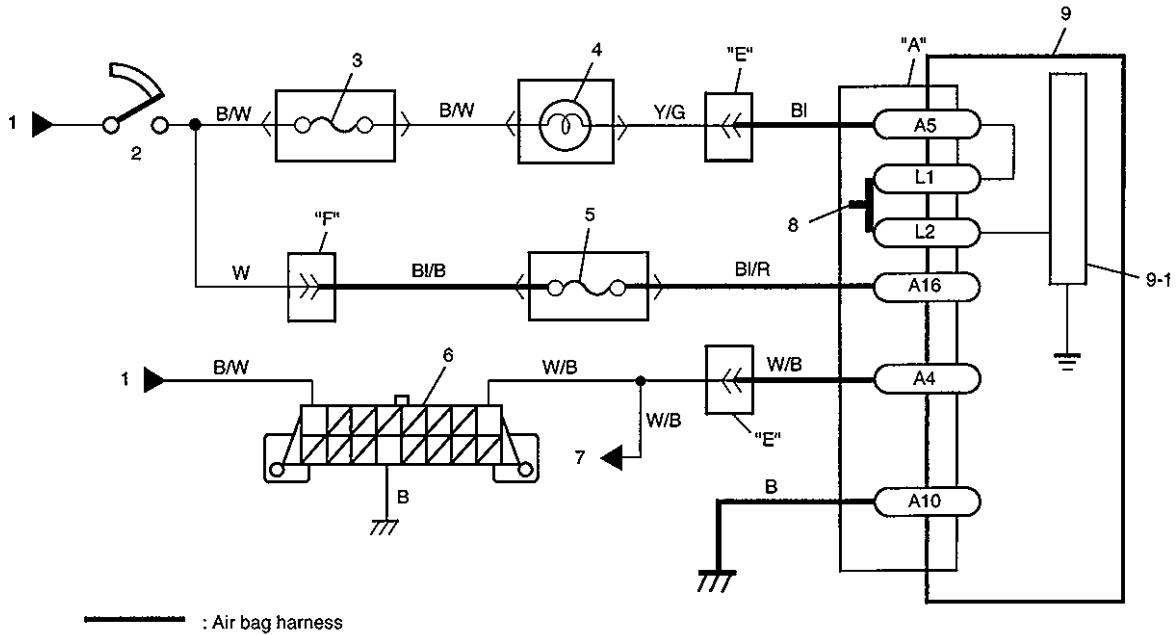 9
"A"
3
4
"E"
1
B/W
B/W
Y/G
Bl
A5
2
L1
8
L2
"F"
5
W
Bl/B
Bl/R
A16
9-1
1
B/W
6
W/B
W/B
A4
W/B
"E"
7
B
B
A10
: Air bag harness